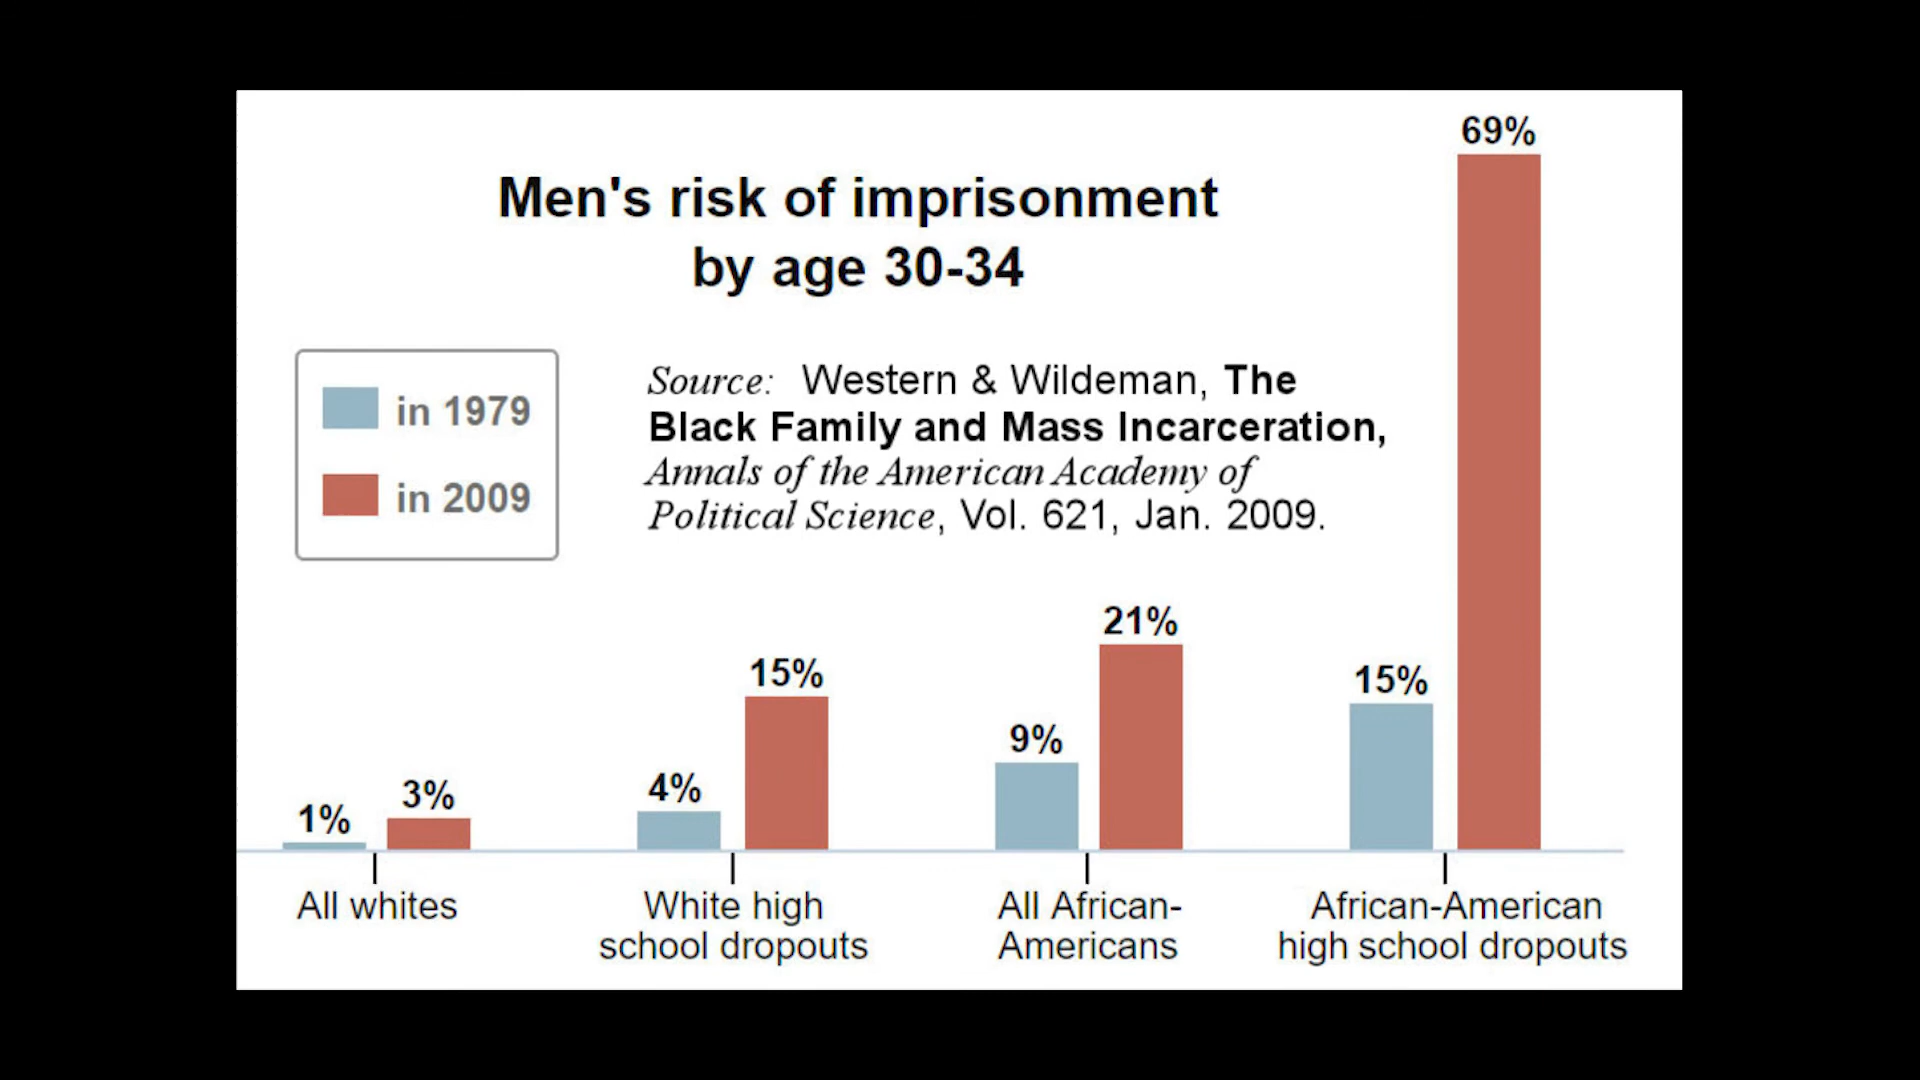 69%
Men's risk of imprisonment
by age 30-34
in 1979
in 2009
Source: Western & Wildeman, The
Black Family and Mass Incarceration,
Annals of the American Academy of
Political Science, Vol. 621, Jan. 2009.
1%
3%
4%
15%
9%
21%
15%
All whites
White high
school dropouts
All African-
Americans
African-American
high school dropouts